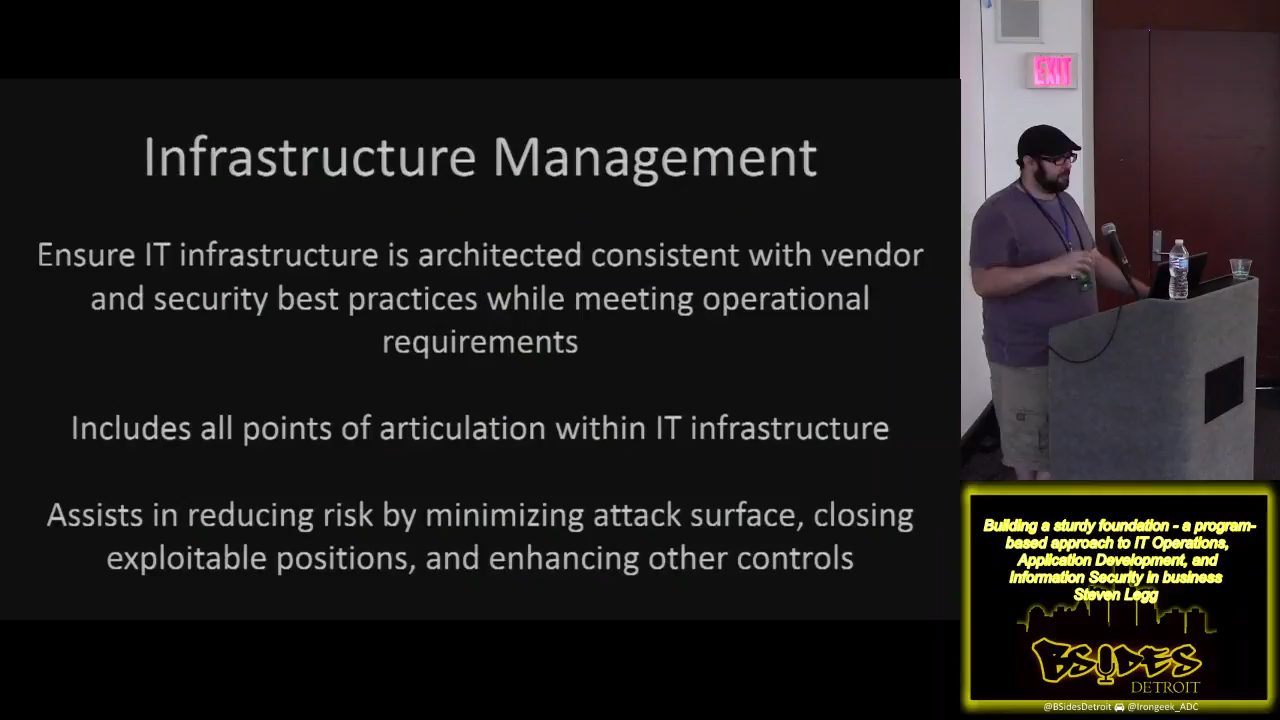 Infrastructure Management
Ensure IT infrastructure is architected consistent with vendor
and security best practices while meeting operational
requirements
Includes all points of articulation within IT infrastructure
Assists in reducing risk by minimizing attack surface, closing
exploitable positions, and enhancing other controls
EXIT
Building a sturdy foundation - a program-
based approach to IT Operations,
Application Development, and
Information Security in business
Steven Legg
BSIDES
DETROIT
@BSidesDetroit @Irongeek_ADC